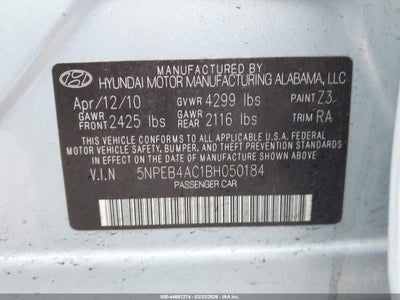 MANUFACTURED BY
HYUNDAI MOTOR MANUFACTURING ALABAMA, LLC
Apr/12/10 GVWR 4299 lbs PAINT Z3
GAWR FRONT 2425 lbs GAWR REAR 2116 lbs TRIM RA
THIS VEHICLE CONFORMS TO ALL APPLICABLE U.S. FEDERAL
MOTOR VEHICLE SAFETY, BUMPER, AND THEFT PREVENTION
STANDARDS IN EFFECT ON THE DATE OF MANUFACTURE SHOWN ABOVE.
V.I.N 5NPEB4AC1BH050184
PASSENGER CAR
000-44661274 - 03/23/2026 - COPYRIGHT IAA, LLC.